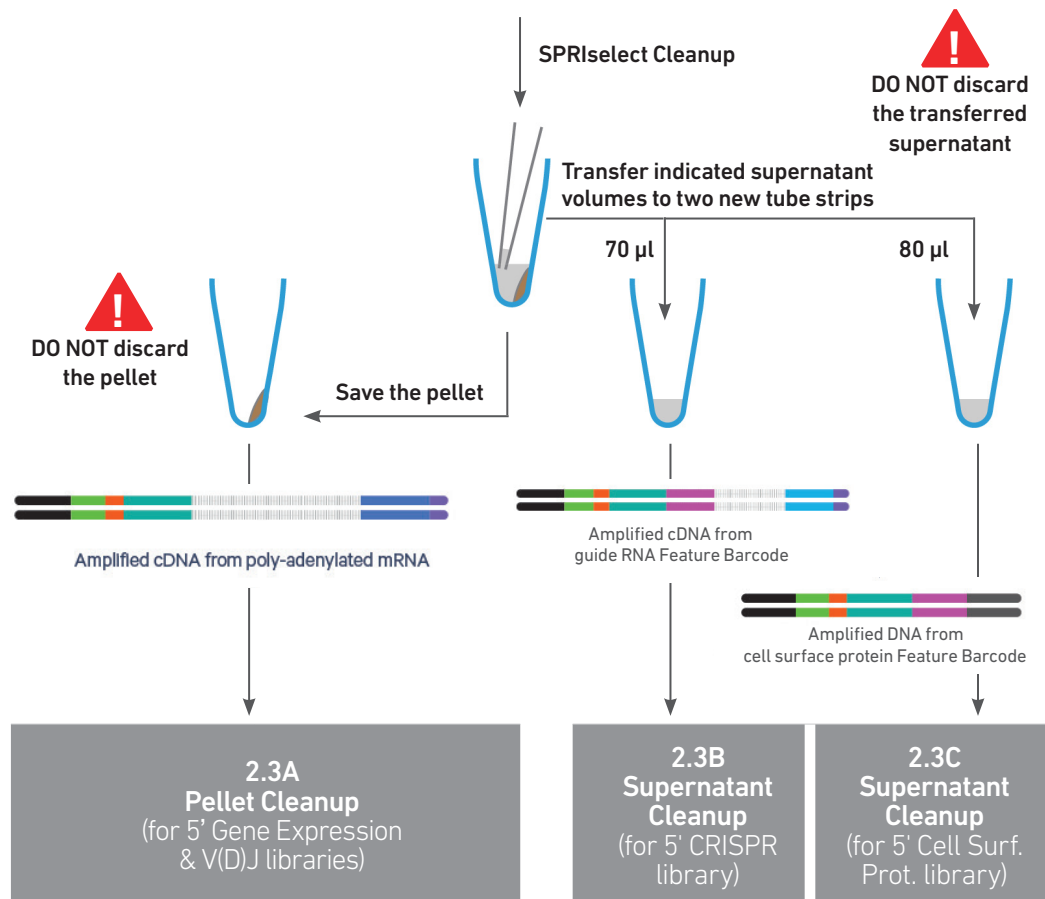 SPRIselect Cleanup
!
DO NOT discard
the transferred
supernatant
Transfer indicated supernatant
volumes to two new tube strips
70 µl
80 µl
!
DO NOT discard
the pellet
Save the pellet
Amplified cDNA from poly-adenylated mRNA
Amplified cDNA from
guide RNA Feature Barcode
Amplified DNA from
cell surface protein Feature Barcode
2.3A
Pellet Cleanup
(for 5' Gene Expression
& V(D)J libraries)
2.3B
Supernatant
Cleanup
(for 5' CRISPR
library)
2.3C
Supernatant
Cleanup
(for 5' Cell Surf.
Prot. library)